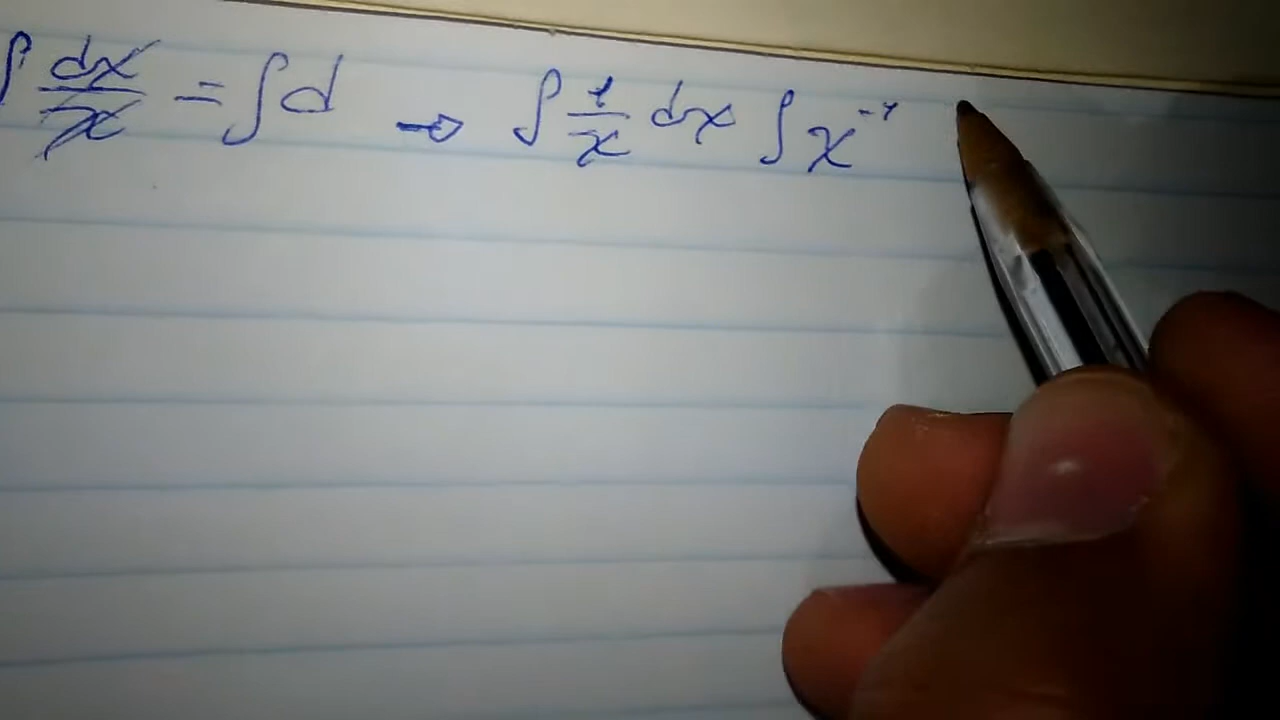 ∫ dx/x = ∫d → ∫ 1/x dx ∫ x⁻¹